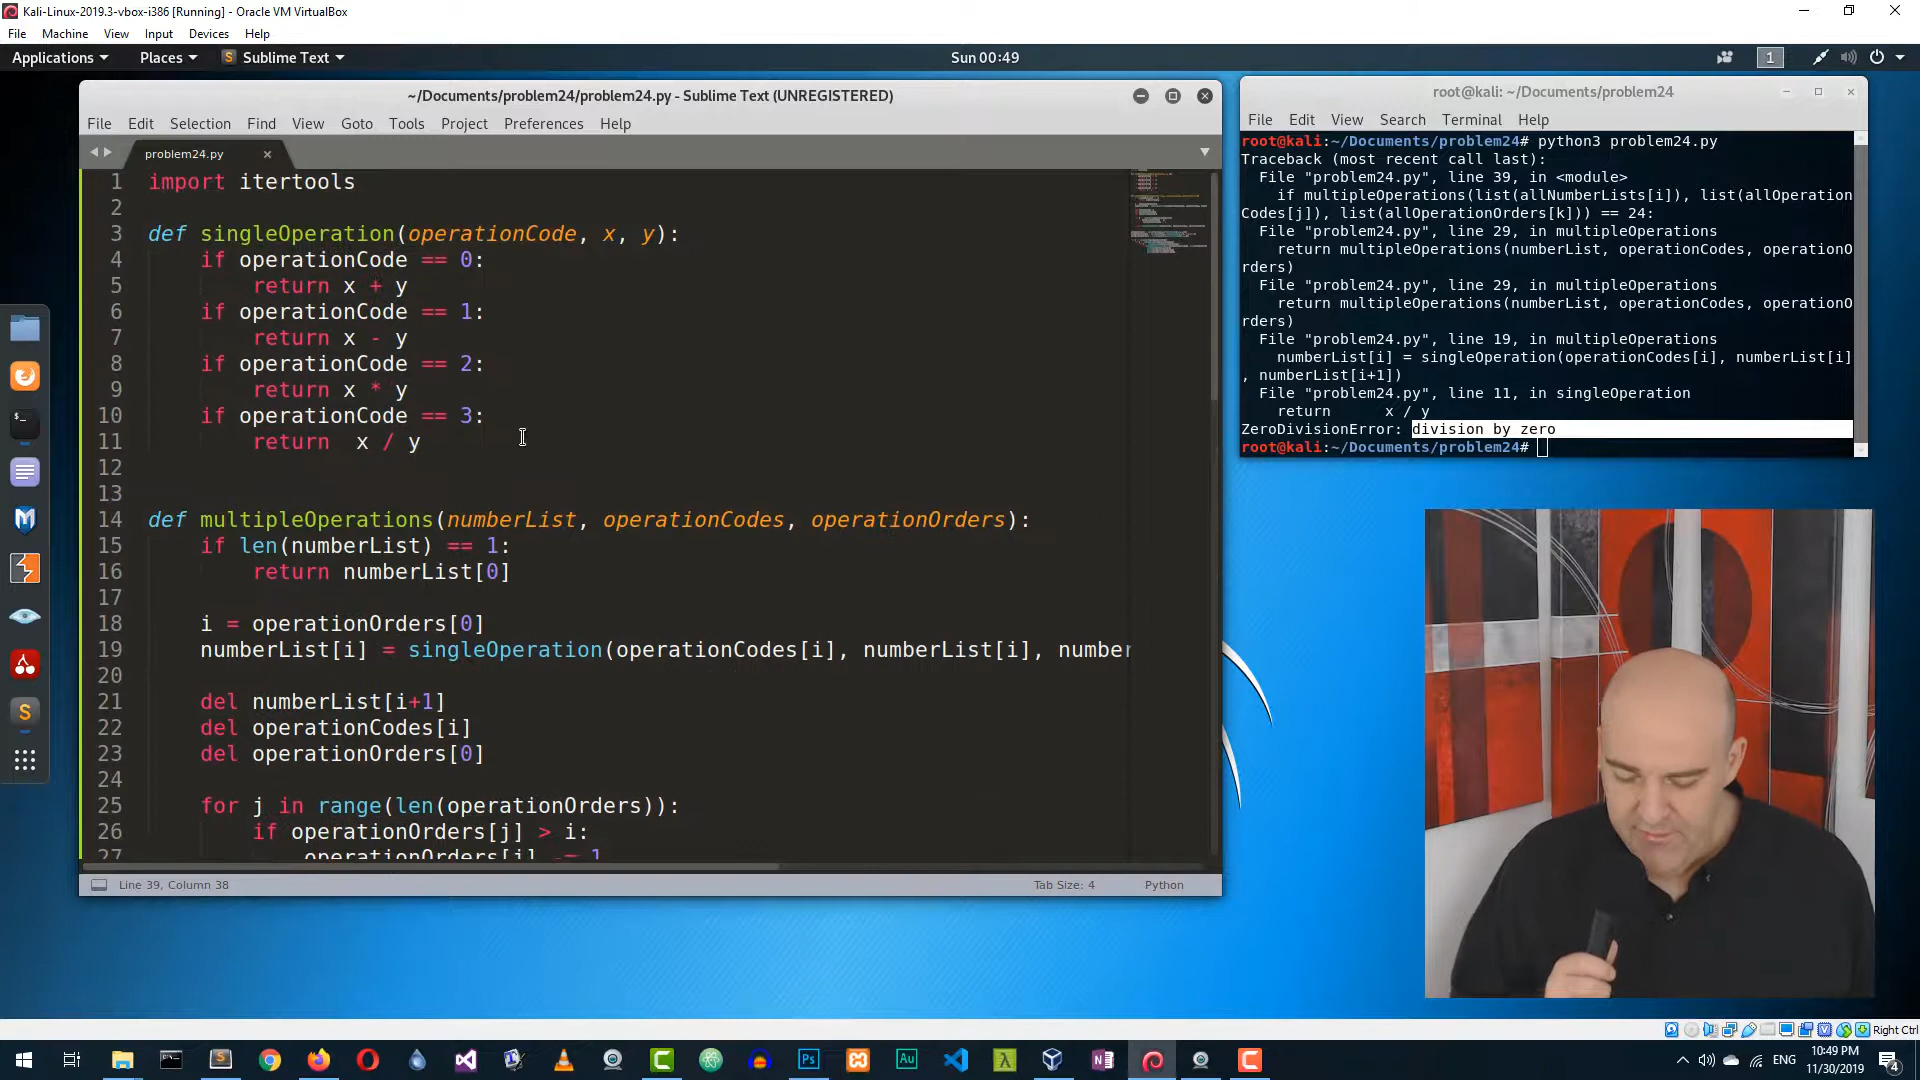 Kali-Linux-2019.3-vbox-i386 [Running] - Oracle VM VirtualBox
File Machine View Input Devices Help
Applications Places Sublime Text Sun 00:49 1
~/Documents/problem24/problem24.py - Sublime Text (UNREGISTERED)
File Edit Selection Find View Goto Tools Project Preferences Help
problem24.py
1 import itertools
2
3 def singleOperation(operationCode, x, y):
4 if operationCode == 0:
5 return x + y
6 if operationCode == 1:
7 return x - y
8 if operationCode == 2:
9 return x * y
10 if operationCode == 3:
11 return x / y
12
13
14 def multipleOperations(numberList, operationCodes, operationOrders):
15 if len(numberList) == 1:
16 return numberList[0]
17
18 i = operationOrders[0]
19 numberList[i] = singleOperation(operationCodes[i], numberList[i], number
20
21 del numberList[i+1]
22 del operationCodes[i]
23 del operationOrders[0]
24
25 for j in range(len(operationOrders)):
26 if operationOrders[j] > i:
27 operationOrders[j] -= 1
Line 39, Column 38 Tab Size: 4 Python
root@kali: ~/Documents/problem24
File Edit View Search Terminal Help
root@kali:~/Documents/problem24# python3 problem24.py
Traceback (most recent call last):
File "problem24.py", line 39, in <module>
if multipleOperations(list(allNumberLists[i]), list(allOperation
Codes[j]), list(allOperationOrders[k])) == 24:
File "problem24.py", line 29, in multipleOperations
return multipleOperations(numberList, operationCodes, operationO
rders)
File "problem24.py", line 29, in multipleOperations
return multipleOperations(numberList, operationCodes, operationO
rders)
File "problem24.py", line 19, in multipleOperations
numberList[i] = singleOperation(operationCodes[i], numberList[i]
, numberList[i+1])
File "problem24.py", line 11, in singleOperation
return x / y
ZeroDivisionError: division by zero
root@kali:~/Documents/problem24#
Right Ctrl
ENG 10:49 PM
11/30/2019
4